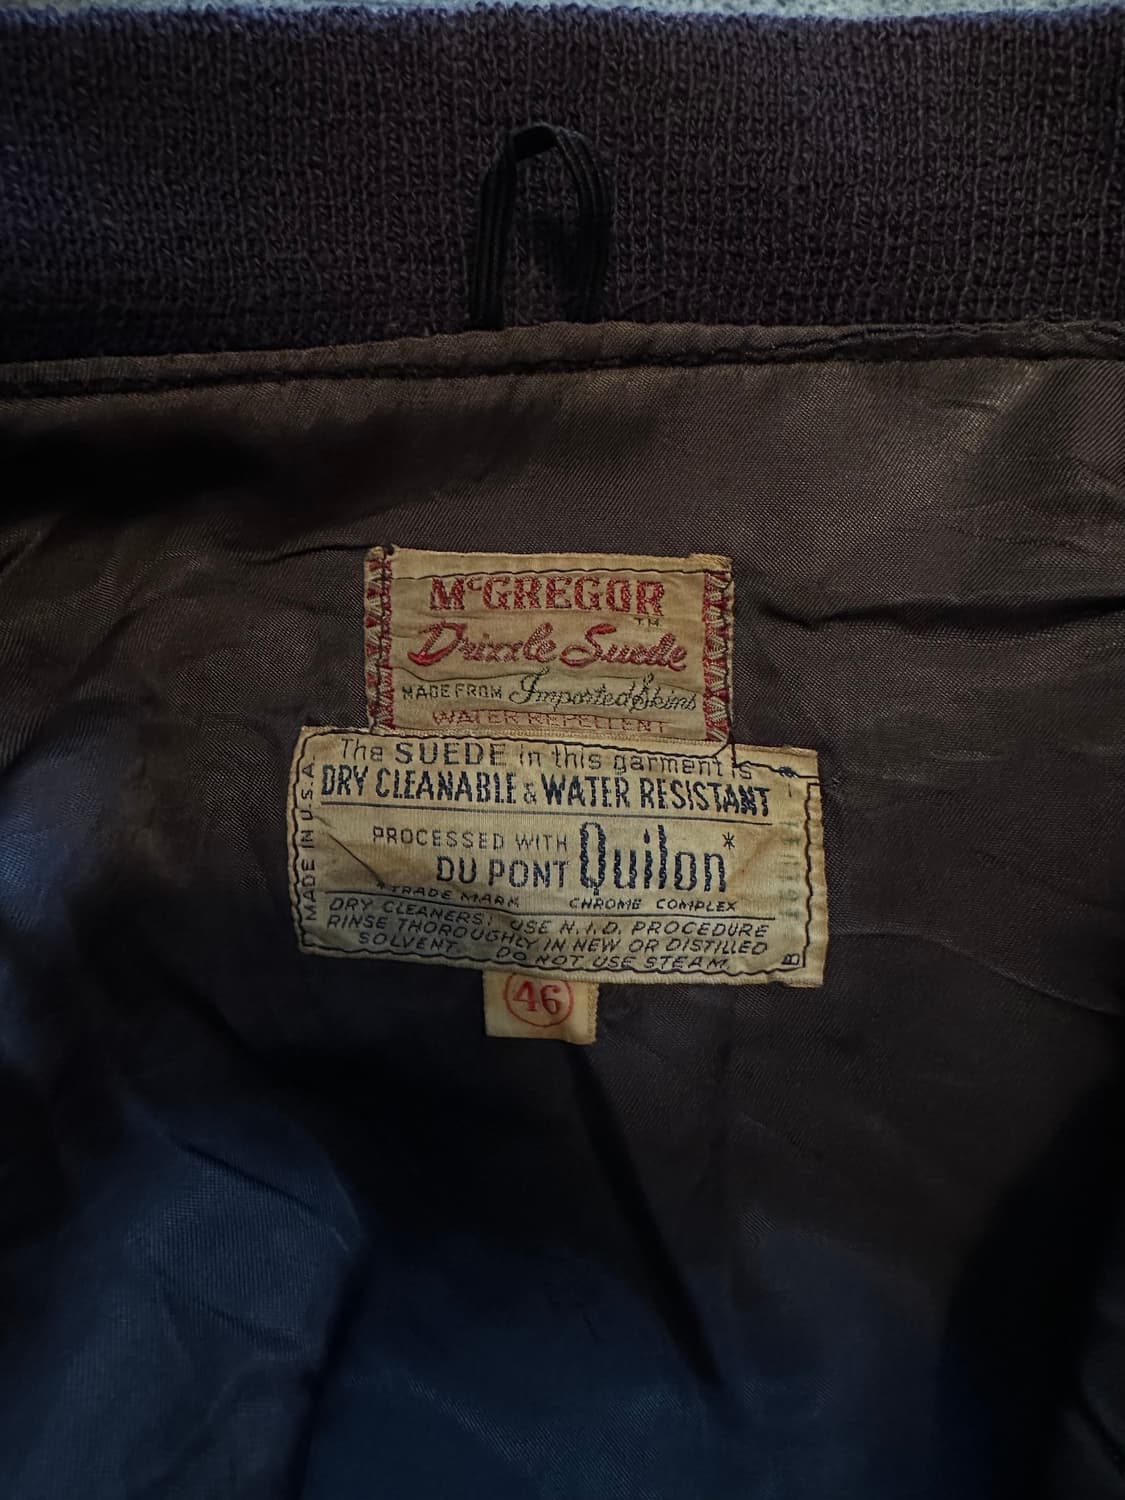 McGREGOR
TM
Drizzle Suede
MADE FROM Imported Skins
WATER REPELLENT
The SUEDE in this garment is
DRY CLEANABLE & WATER RESISTANT
PROCESSED WITH
DU PONT Quilon*
*TRADE MARK CHROME COMPLEX
DRY CLEANERS: USE N.I.D. PROCEDURE
RINSE THOROUGHLY IN NEW OR DISTILLED
SOLVENT. DO NOT USE STEAM.
MADE IN U.S.A.
B
46